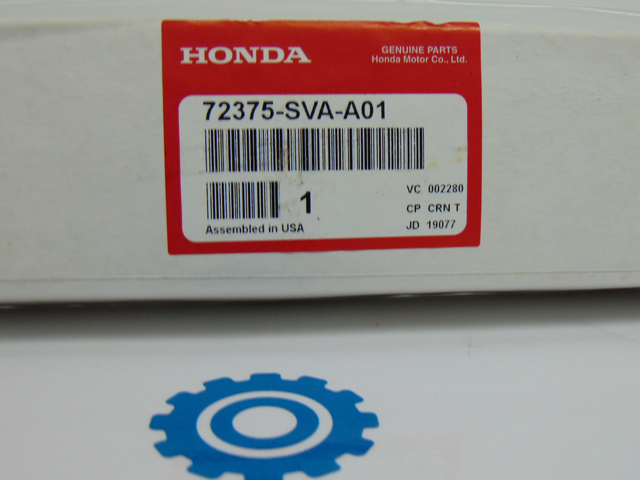 HONDA
GENUINE PARTS
Honda Motor Co., Ltd.
72375-SVA-A01
1
VC 002280
CP CRN T
JD 19077
Assembled in USA